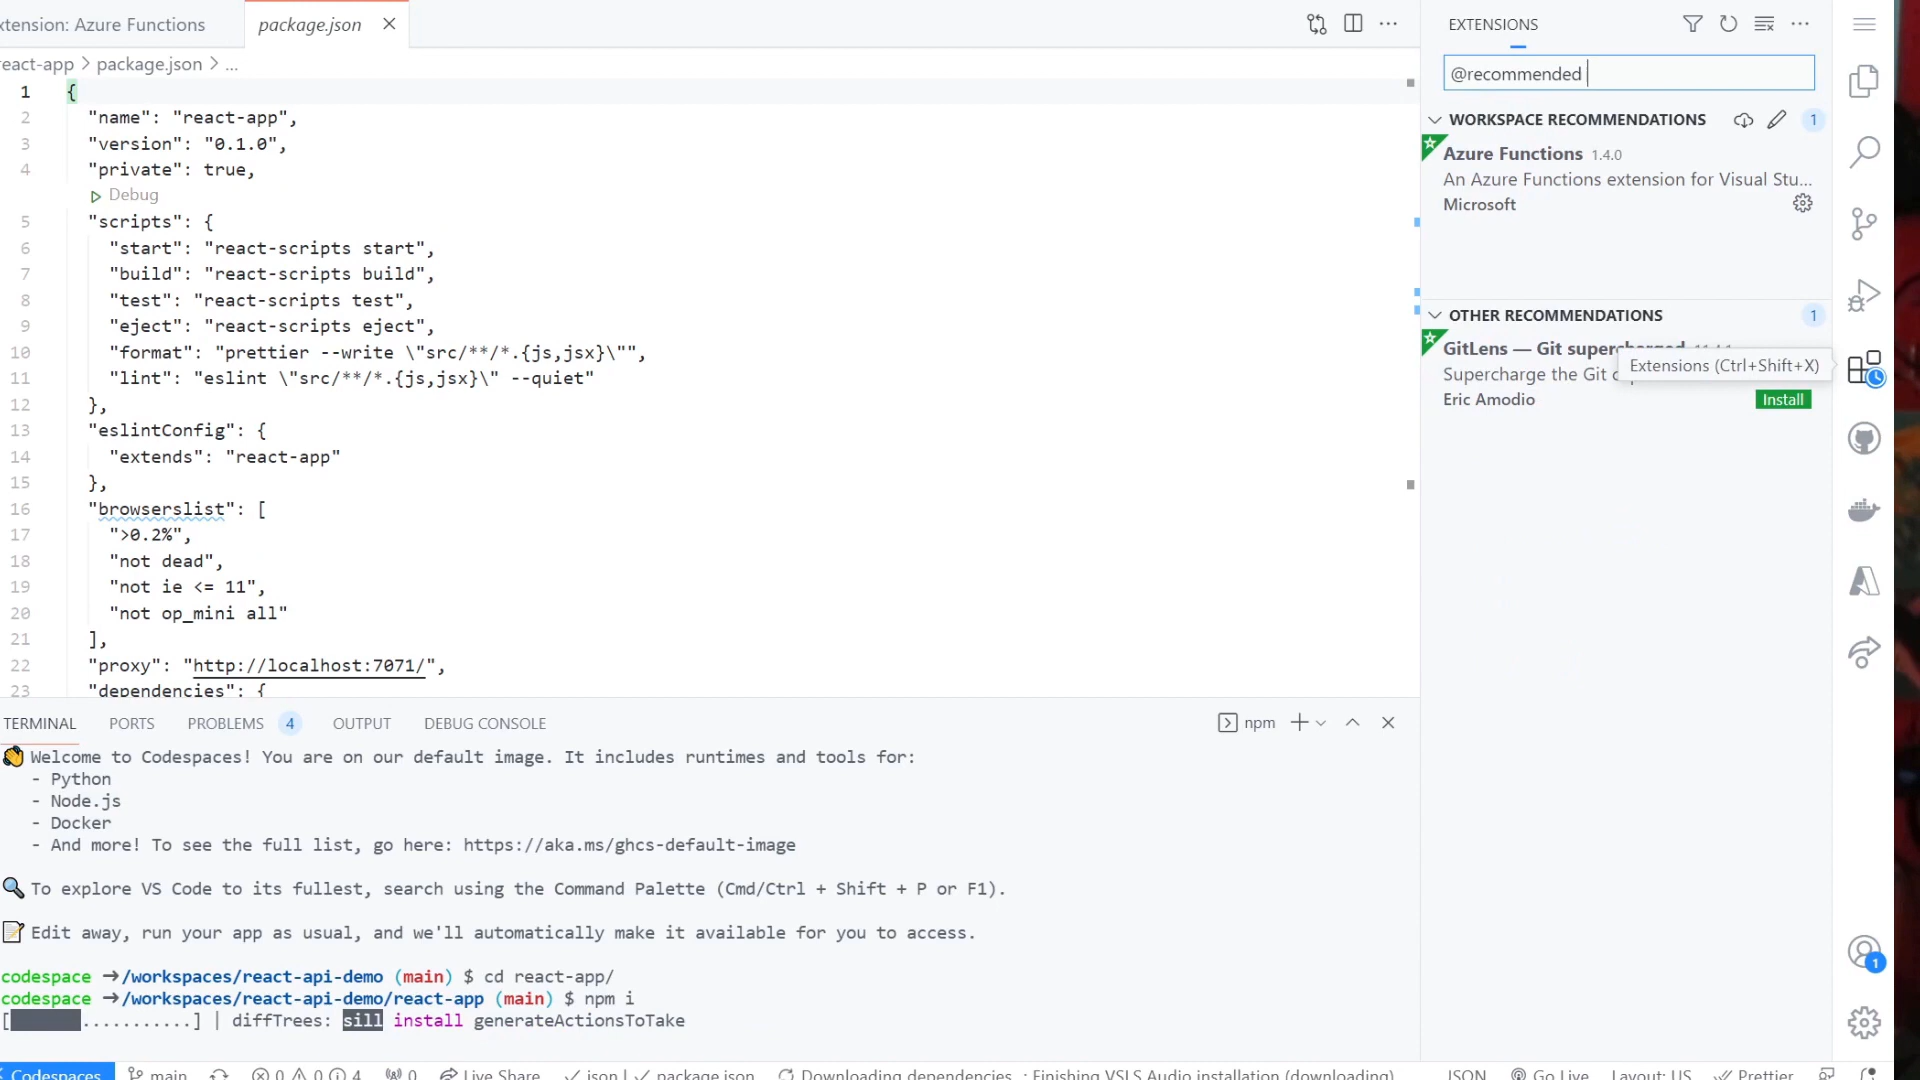 xtension: Azure Functions
package.json
eact-app > package.json > ...
1 {
2 "name": "react-app",
3 "version": "0.1.0",
4 "private": true,
Debug
5 "scripts": {
6 "start": "react-scripts start",
7 "build": "react-scripts build",
8 "test": "react-scripts test",
9 "eject": "react-scripts eject",
10 "format": "prettier --write \"src/**/*.{js,jsx}\"",
11 "lint": "eslint \"src/**/*.{js,jsx}\" --quiet"
12 },
13 "eslintConfig": {
14 "extends": "react-app"
15 },
16 "browserslist": [
17 ">0.2%",
18 "not dead",
19 "not ie <= 11",
20 "not op_mini all"
21 ],
22 "proxy": "http://localhost:7071/",
23 "dependencies": {
TERMINAL PORTS PROBLEMS 4 OUTPUT DEBUG CONSOLE
npm
Welcome to Codespaces! You are on our default image. It includes runtimes and tools for:
- Python
- Node.js
- Docker
- And more! To see the full list, go here: https://aka.ms/ghcs-default-image
To explore VS Code to its fullest, search using the Command Palette (Cmd/Ctrl + Shift + P or F1).
Edit away, run your app as usual, and we'll automatically make it available for you to access.
codespace →/workspaces/react-api-demo (main) $ cd react-app/
codespace →/workspaces/react-api-demo/react-app (main) $ npm i
[ ...........] | diffTrees: sill install generateActionsToTake
EXTENSIONS
@recommended
WORKSPACE RECOMMENDATIONS 1
Azure Functions 1.4.0
An Azure Functions extension for Visual Stu...
Microsoft
OTHER RECOMMENDATIONS 1
GitLens — Git supercharged
Extensions (Ctrl+Shift+X)
Supercharge the Git
Eric Amodio
Install
1
Codespaces main 0 0 4 0 Live Share json | package.json Downloading dependencies Finishing VSLS Audio installation (downloading) JSON Go Live Layout: US Prettier